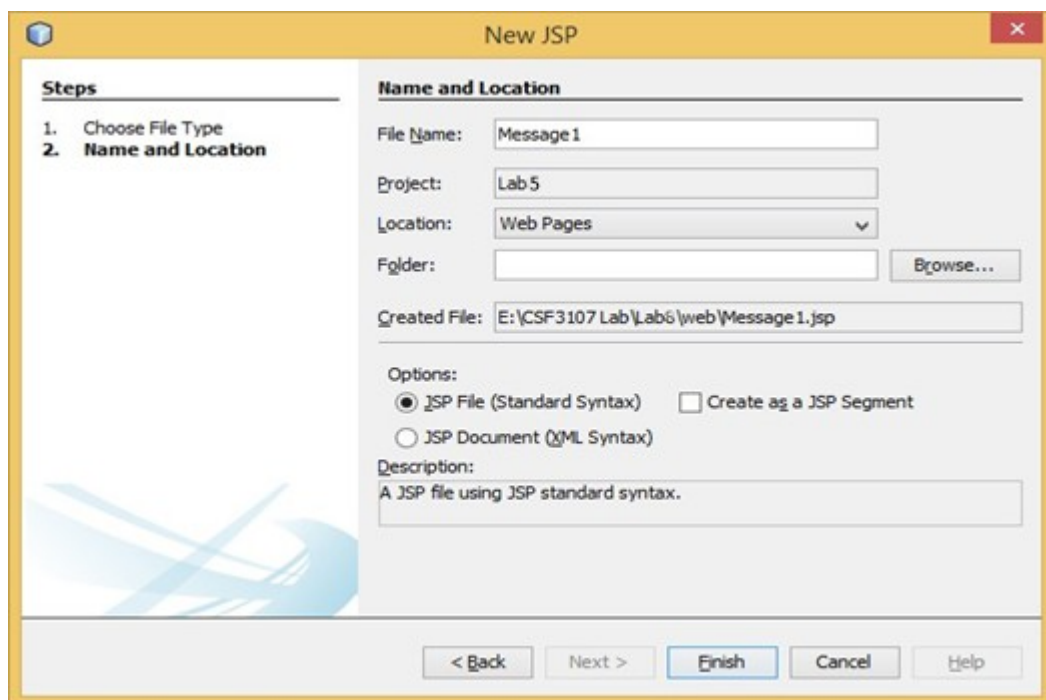 New JSP
Steps
1. Choose File Type
2. Name and Location
Name and Location
File Name: Message1
Project: Lab5
Location: Web Pages
Folder: Browse...
Created File: E:\CSF3107 Lab\Lab6\web\Message1.jsp
Options:
JSP File (Standard Syntax) Create as a JSP Segment
JSP Document (XML Syntax)
Description:
A JSP file using JSP standard syntax.
< Back Next > Finish Cancel Help